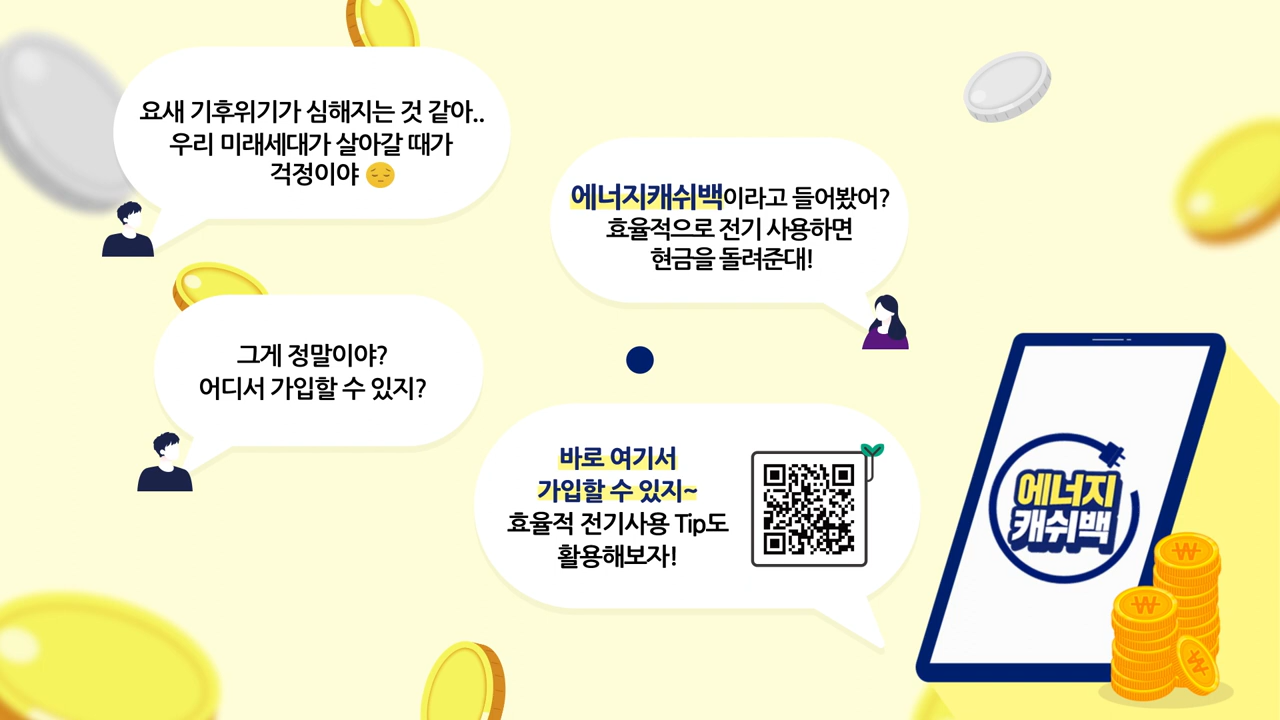 요새 기후위기가 심해지는 것 같아..
우리 미래세대가 살아갈 때가
걱정이야 😔
에너지캐쉬백이라고 들어봤어?
효율적으로 전기 사용하면
현금을 돌려준대!
그게 정말이야?
어디서 가입할 수 있지?
바로 여기서
가입할 수 있지~
효율적 전기사용 Tip도
활용해보자!
에너지
캐쉬백
₩
₩
₩